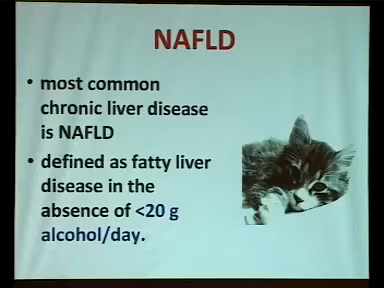 NAFLD
• most common
chronic liver disease
is NAFLD
• defined as fatty liver
disease in the
absence of <20 g
alcohol/day.